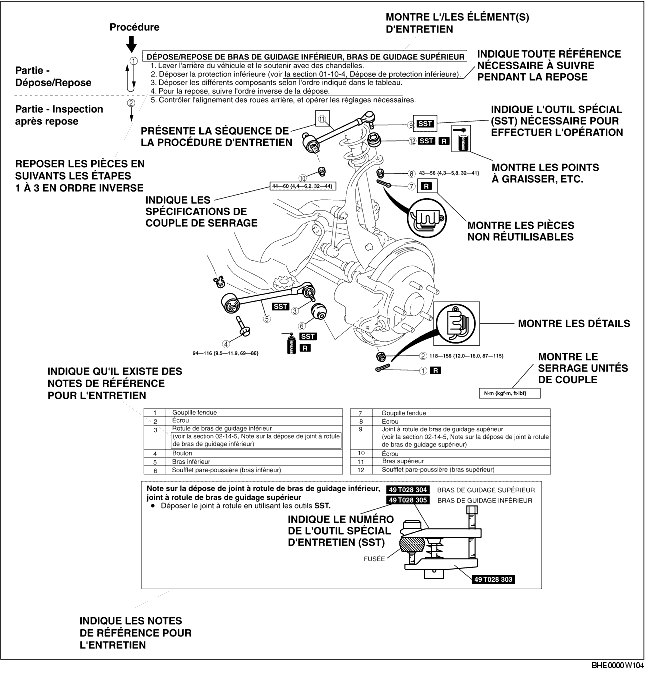 MONTRE L'/LES ÉLÉMENT(S)
D'ENTRETIEN
Procédure
1
DÉPOSE/REPOSE DE BRAS DE GUIDAGE INFÉRIEUR, BRAS DE GUIDAGE SUPÉRIEUR
1. Lever l'arrière du véhicule et le soutenir avec des chandelles.
2. Déposer la protection inférieure (voir la section 01-10-4, Dépose de protection inférieure).
3. Déposer les différents composants selon l'ordre indiqué dans le tableau.
4. Pour la repose, suivre l'ordre inverse de la dépose.
5. Contrôler l'alignement des roues arrière, et opérer les réglages nécessaires.
Partie -
Dépose/Repose
INDIQUE TOUTE RÉFÉRENCE
NÉCESSAIRE À SUIVRE
PENDANT LA REPOSE
2
Partie - Inspection
après repose
INDIQUE L'OUTIL SPÉCIAL
(SST) NÉCESSAIRE POUR
EFFECTUER L'OPÉRATION
11
SST
12 SST R
PRÉSENTE LA SÉQUENCE DE
LA PROCÉDURE D'ENTRETIEN
REPOSER LES PIÈCES EN
SUIVANTS LES ÉTAPES
1 À 3 EN ORDRE INVERSE
MONTRE LES POINTS
À GRAISSER, ETC.
10
44—60 (4,4—6,2, 32—44)
8 43—56 (4,3—5,8, 32—41)
7 R
INDIQUE LES
SPÉCIFICATIONS DE
COUPLE DE SERRAGE
MONTRE LES PIÈCES
NON RÉUTILISABLES
5
SST
3
6
SST
R
4
94—116 (9,5—11,9, 69—86)
MONTRE LES DÉTAILS
2 118—156 (12,0—16,0, 87—115)
1 R
MONTRE LE
SERRAGE UNITÉS
DE COUPLE
N·m {kgf·m, ft·lbf}
INDIQUE QU'IL EXISTE DES
NOTES DE RÉFÉRENCE
POUR L'ENTRETIEN
1 Goupille fendue
2 Écrou
3 Rotule de bras de guidage inférieur
(voir la section 02-14-5, Note sur la dépose de joint à rotule
de bras de guidage inférieur)
4 Boulon
5 Bras inférieur
6 Soufflet pare-poussière (bras inférieur)
7 Goupille fendue
8 Écrou
9 Joint à rotule de bras de guidage supérieur
(voir la section 02-14-5, Note sur la dépose de joint à rotule
de bras de guidage supérieur)
10 Écrou
11 Bras supérieur
12 Soufflet pare-poussière (bras supérieur)
Note sur la dépose de joint à rotule de bras de guidage inférieur,
joint à rotule de bras de guidage supérieur
• Déposer le joint à rotule en utilisant les outils SST.
49 T028 304 BRAS DE GUIDAGE SUPÉRIEUR
49 T028 305 BRAS DE GUIDAGE INFÉRIEUR
INDIQUE LE NUMÉRO
DE L'OUTIL SPÉCIAL
D'ENTRETIEN (SST)
FUSÉE
49 T028 303
INDIQUE LES NOTES
DE RÉFÉRENCE POUR
L'ENTRETIEN
BHE0000W104